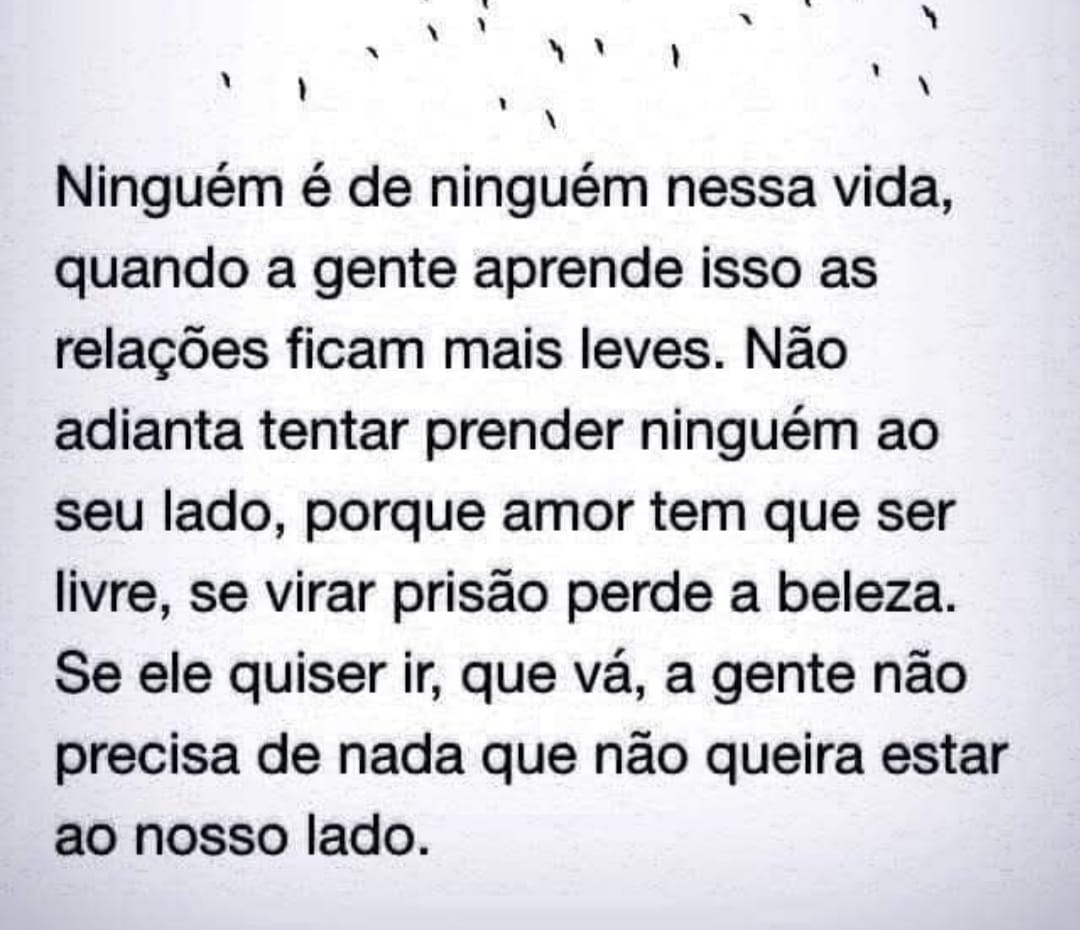 Ninguém é de ninguém nessa vida,
quando a gente aprende isso as
relações ficam mais leves. Não
adianta tentar prender ninguém ao
seu lado, porque amor tem que ser
livre, se virar prisão perde a beleza.
Se ele quiser ir, que vá, a gente não
precisa de nada que não queira estar
ao nosso lado.